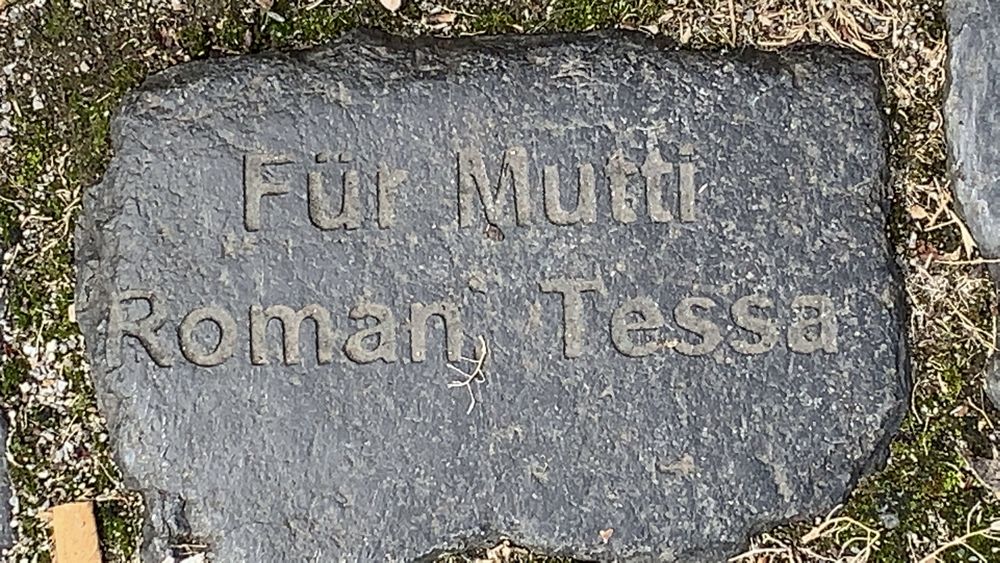 Für Mutti
Roman, Tessa